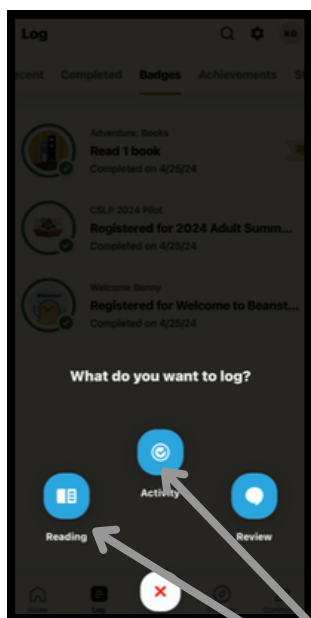 Log
KB
ecent Completed Badges Achievements
Adventure: Books
Read 1 book
Completed on 4/25/24
CSLP 2024 Pilot
Registered for 2024 Adult Summ...
Completed on 4/25/24
Welcome Benny
Registered for Welcome to Beanst...
Completed on 4/25/24
What do you want to log?
Activity
Reading
Review
Home
Log